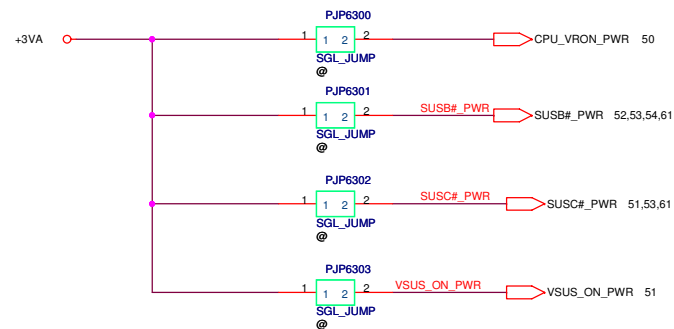 PJP6300
+3VA
1 1 2 2
CPU_VRON_PWR 50
SGL_JUMP
@
PJP6301
1 1 2 2
SUSB#_PWR
SUSB#_PWR 52,53,54,61
SGL_JUMP
@
PJP6302
1 1 2 2
SUSC#_PWR
SUSC#_PWR 51,53,61
SGL_JUMP
@
PJP6303
1 1 2 2
VSUS_ON_PWR
VSUS_ON_PWR 51
SGL_JUMP
@